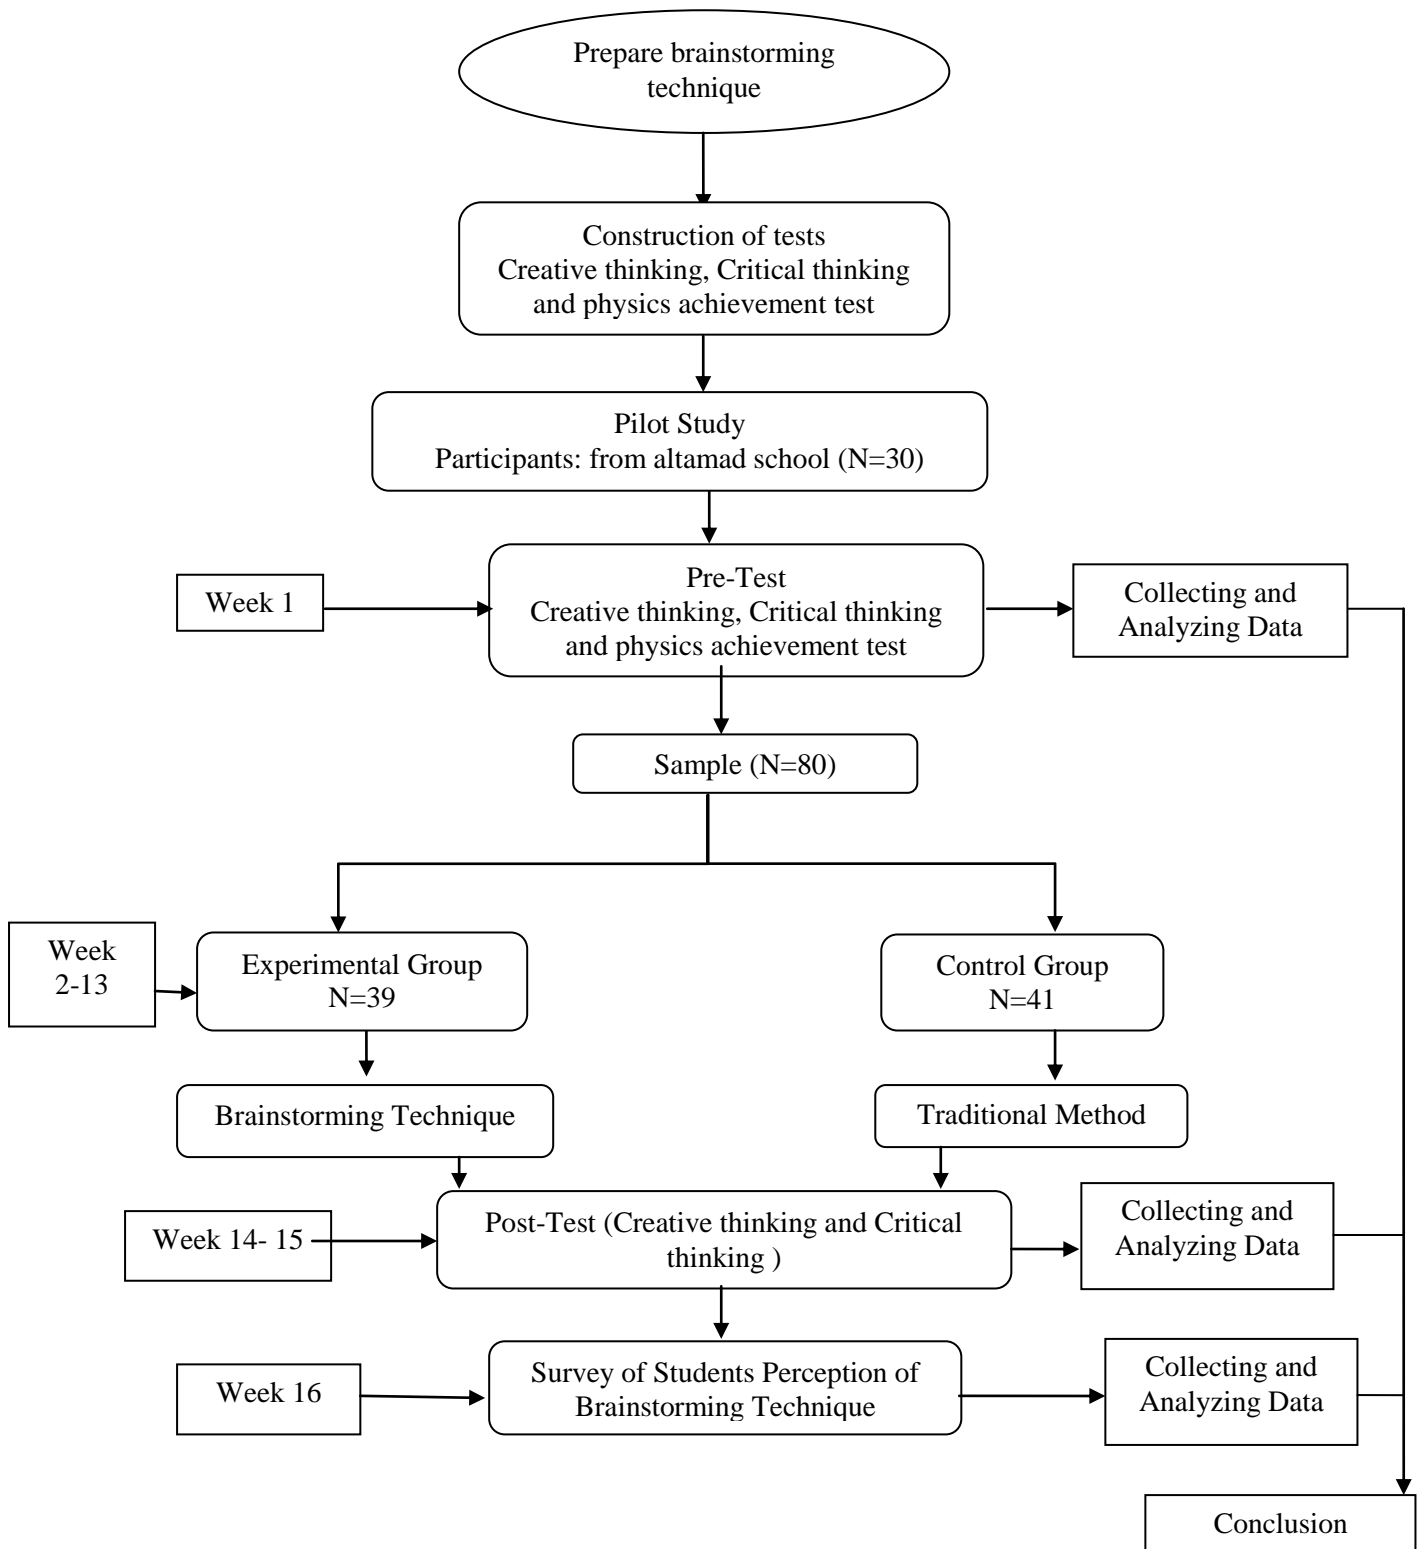 Prepare brainstorming
technique
Construction of tests
Creative thinking, Critical thinking
and physics achievement test
Pilot Study
Participants: from altamad school (N=30)
Week 1
Pre-Test
Creative thinking, Critical thinking
and physics achievement test
Collecting and
Analyzing Data
Sample (N=80)
Week
2-13
Experimental Group
N=39
Control Group
N=41
Brainstorming Technique
Traditional Method
Week 14- 15
Post-Test (Creative thinking and Critical
thinking )
Collecting and
Analyzing Data
Week 16
Survey of Students Perception of
Brainstorming Technique
Collecting and
Analyzing Data
Conclusion